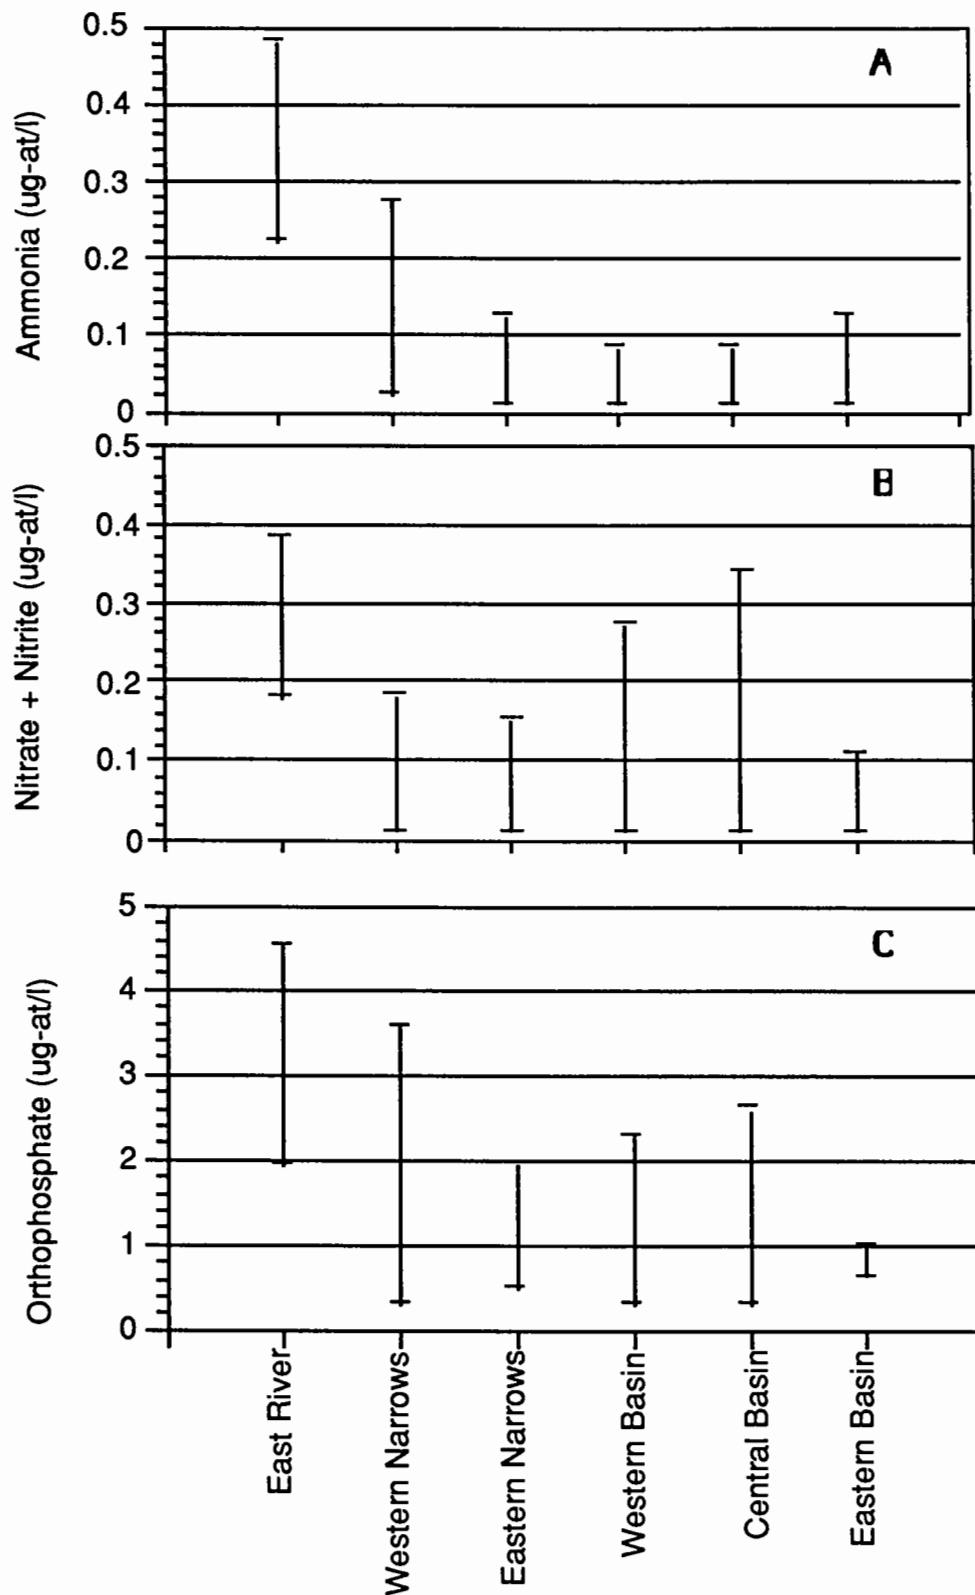 Ammonia (ug-at/l)
0.5
0.4
0.3
0.2
0.1
0
A
Nitrate + Nitrite (ug-at/l)
0.5
0.4
0.3
0.2
0.1
0
B
Orthophosphate (ug-at/l)
5
4
3
2
1
0
C
East River
Western Narrows
Eastern Narrows
Western Basin
Central Basin
Eastern Basin